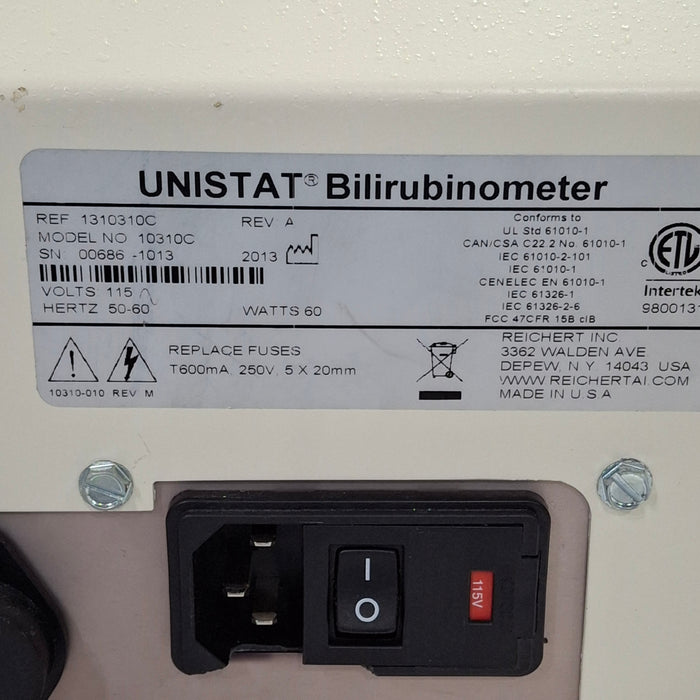 UNISTAT® Bilirubinometer
REF 1310310C REV A
MODEL NO 10310C
SN 00686 -1013 2013
VOLTS 115
HERTZ 50-60 WATTS 60
Conforms to
UL Std 61010-1
CAN/CSA C22.2 No. 61010-1
IEC 61010-2-101
IEC 61010-1
CENELEC EN 61010-1
IEC 61326-1
IEC 61326-2-6
FCC 47CFR 15B clB
C ETL
LISTED
Intertek
9800131
REPLACE FUSES
T600mA, 250V, 5 X 20mm
10310-010 REV M
REICHERT INC.
3362 WALDEN AVE
DEPEW, N.Y. 14043 USA
WWW.REICHERTAI.COM
MADE IN U.S.A
115V